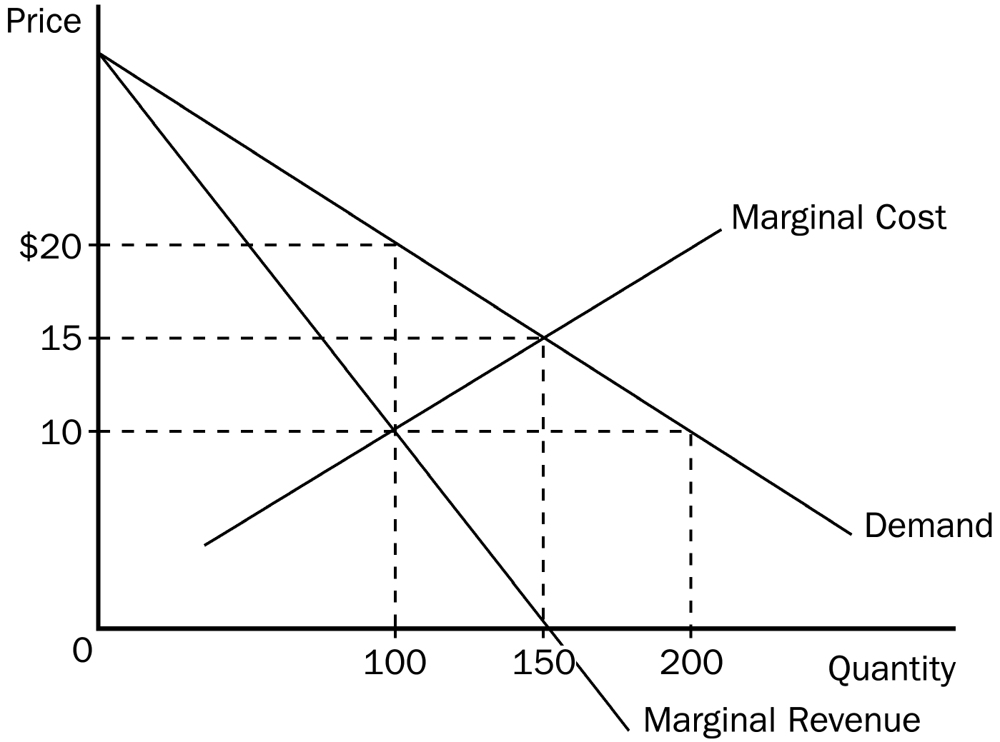 Price
Marginal Cost
$20
15
10
Demand
0
100
150
200
Quantity
Marginal Revenue